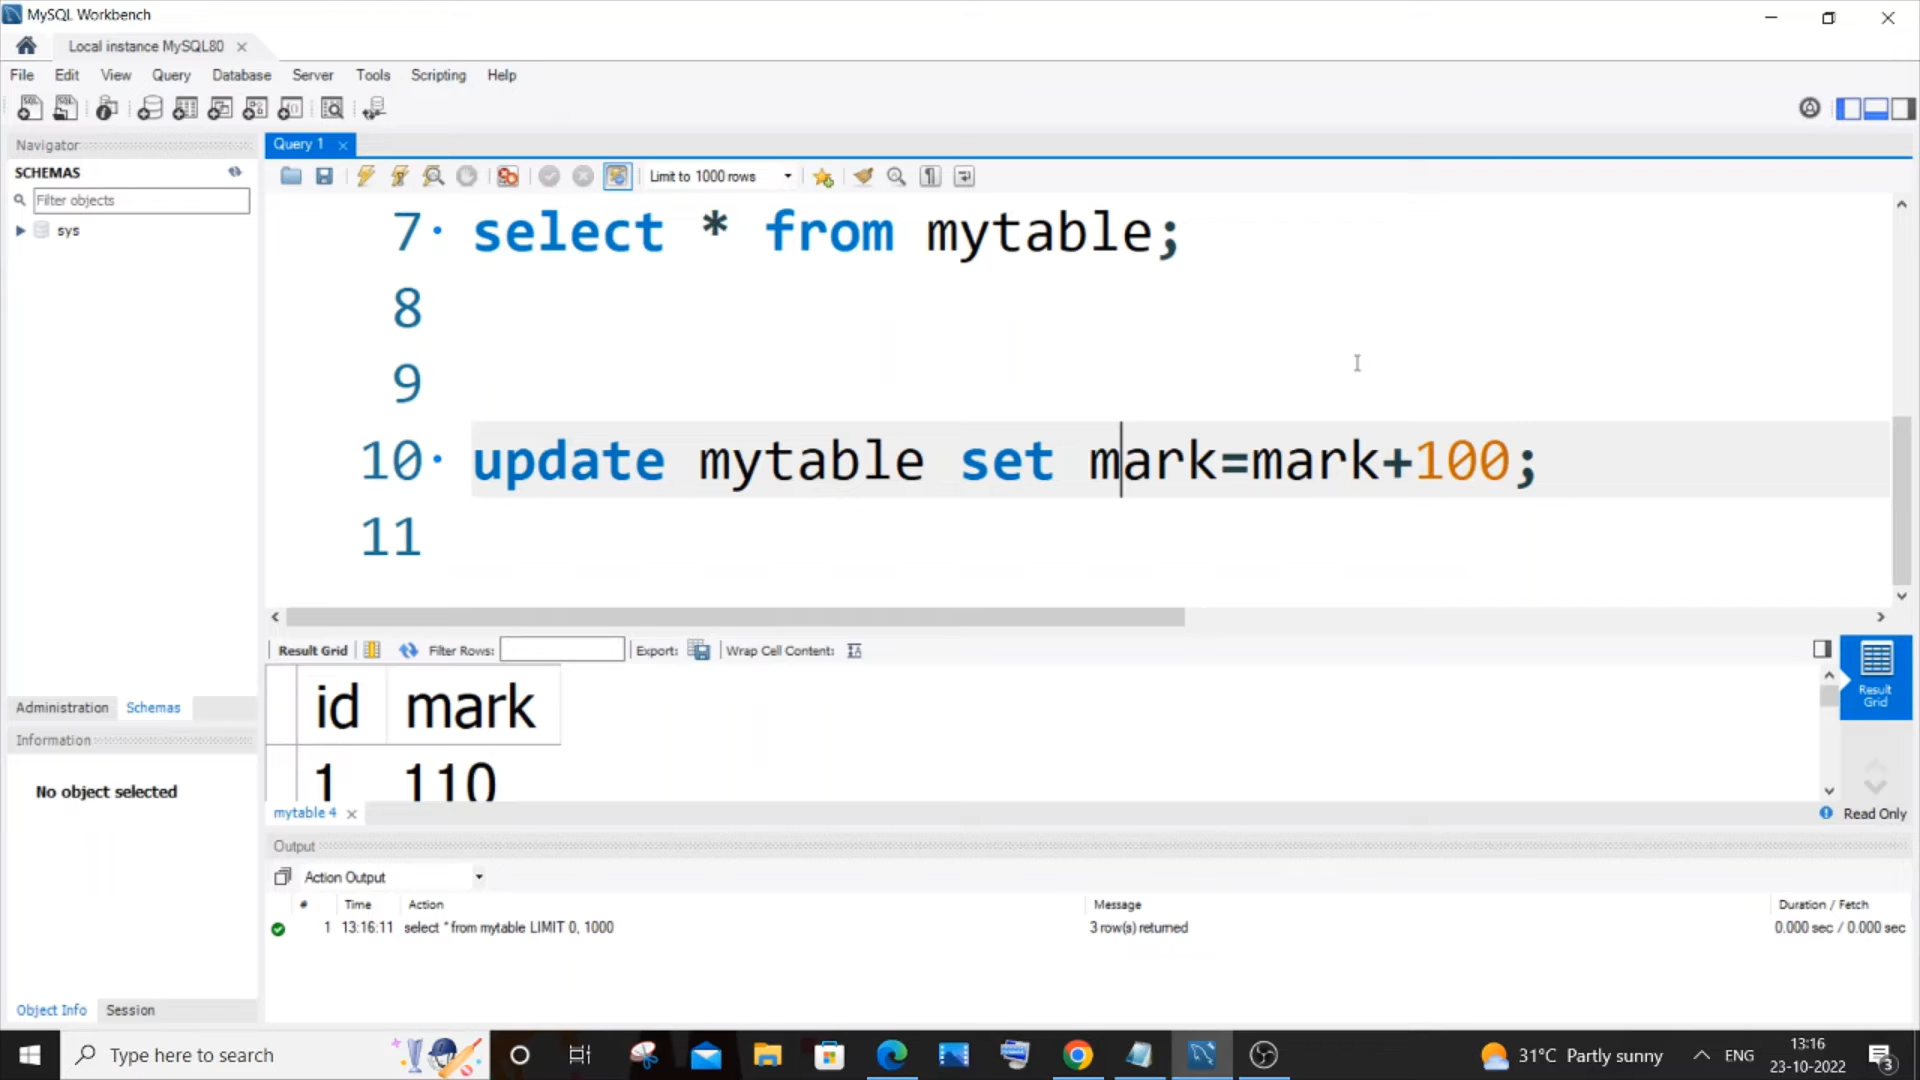 MySQL Workbench
Local instance MySQL80
File Edit View Query Database Server Tools Scripting Help
Navigator
SCHEMAS
Filter objects
sys
Query 1
Limit to 1000 rows
7 select * from mytable;
8
9
10 update mytable set mark=mark+100;
11
Result Grid Filter Rows: Export: Wrap Cell Content:
id mark
1 110
Result Grid
mytable 4
Read Only
Administration Schemas
Information
No object selected
Output
Action Output
# Time Action Message Duration / Fetch
1 13:16:11 select * from mytable LIMIT 0, 1000 3 row(s) returned 0.000 sec / 0.000 sec
Object Info Session
Type here to search
31°C Partly sunny
ENG
13:16
23-10-2022
3